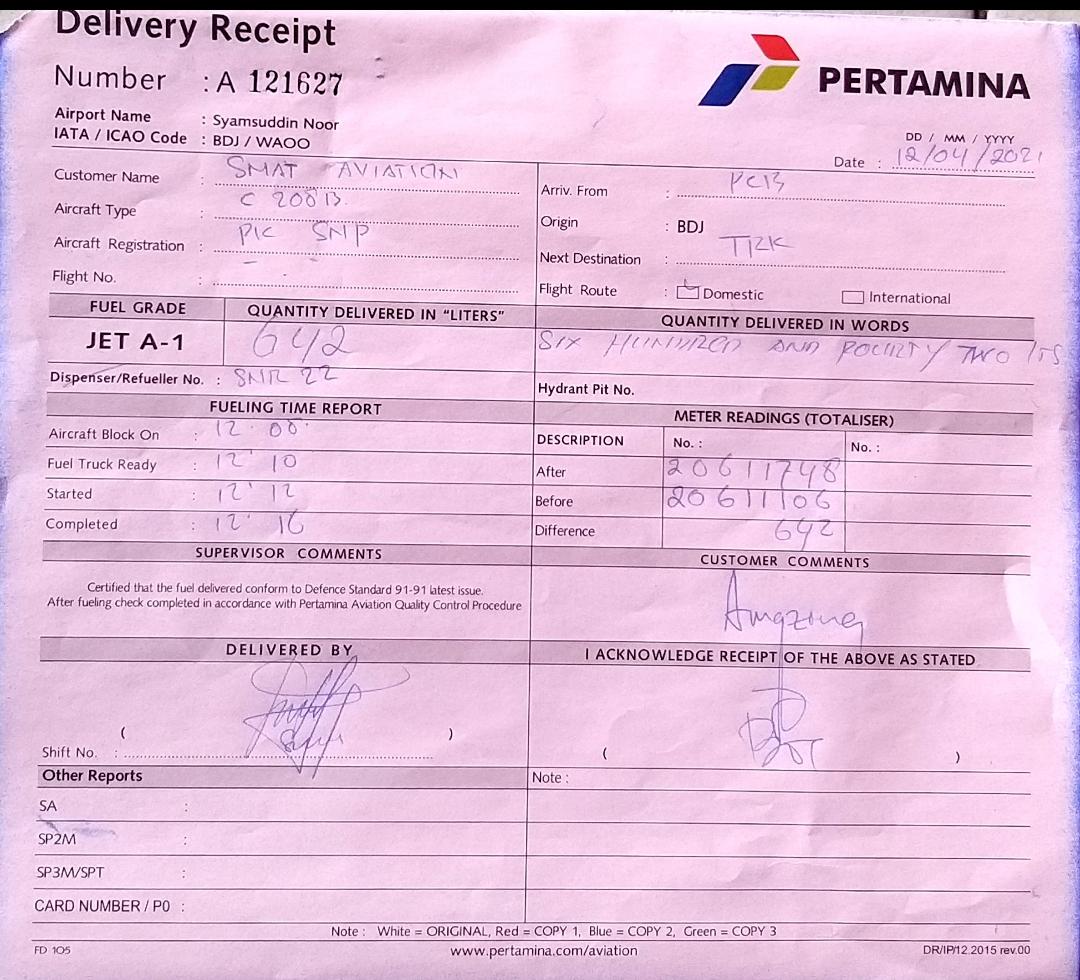 Delivery Receipt
Number : A 121627
PERTAMINA
Airport Name : Syamsuddin Noor
IATA / ICAO Code : BDJ / WAOO
DD / MM / YYYY
Date : 12/04/2021
Customer Name : SMAT AVIATION
Aircraft Type : C 208 B
Aircraft Registration : PK SNP
Flight No. : - -
Arriv. From : PCB
Origin : BDJ
Next Destination :
Flight Route : Domestic International
FUEL GRADE QUANTITY DELIVERED IN “LITERS”
QUANTITY DELIVERED IN WORDS
JET A-1 642
SIX HUNDRED AND FOURTY TWO lts
Dispenser/Refueller No. : SNR 22
Hydrant Pit No.
FUELING TIME REPORT
METER READINGS (TOTALISER)
Aircraft Block On : 12 00
DESCRIPTION No. : No. :
Fuel Truck Ready : 12 10
After 20611748
Started : 12 12
Before 20611106
Completed : 12 16
Difference 642
SUPERVISOR COMMENTS
CUSTOMER COMMENTS
Certified that the fuel delivered conform to Defence Standard 91-91 latest issue.
After fueling check completed in accordance with Pertamina Aviation Quality Control Procedure
Amazing
DELIVERED BY
I ACKNOWLEDGE RECEIPT OF THE ABOVE AS STATED
( )
( )
Shift No. :
Other Reports
Note :
SA :
SP2M :
SP3M/SPT :
CARD NUMBER / PO :
Note : White = ORIGINAL, Red = COPY 1, Blue = COPY 2, Green = COPY 3
FD 105 www.pertamina.com/aviation DR/IP/12.2015 rev.00